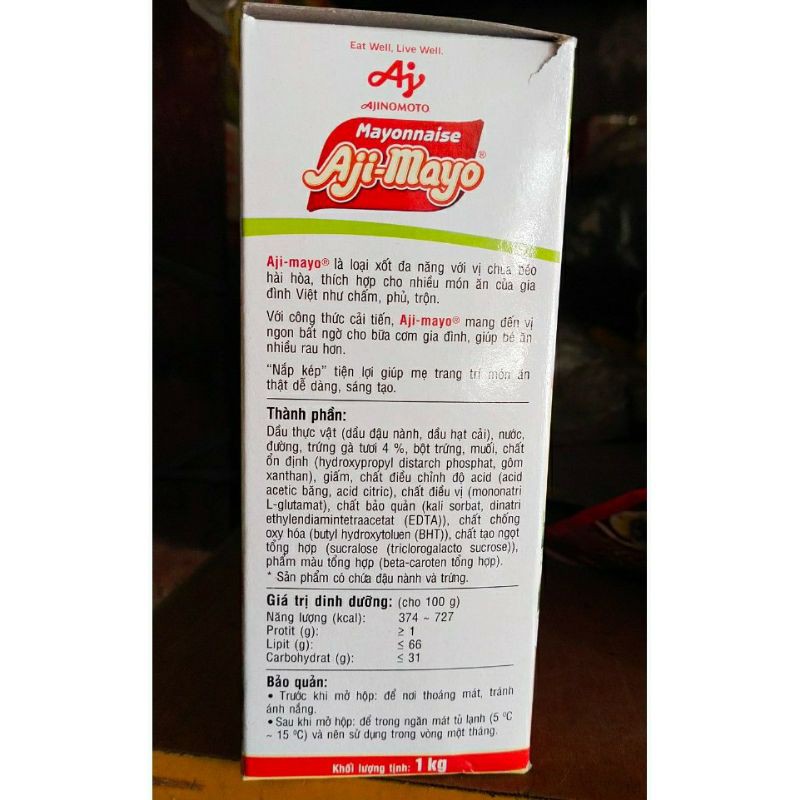 Eat Well, Live Well.
AJINOMOTO
Mayonnaise
Aji-Mayo®
Aji-mayo® là loại xốt đa năng với vị chua béo
hài hòa, thích hợp cho nhiều món ăn của gia
đình Việt như chấm, phủ, trộn.
Với công thức cải tiến, Aji-mayo® mang đến vị
ngon bất ngờ cho bữa cơm gia đình, giúp bé ăn
nhiều rau hơn.
"Nắp kép" tiện lợi giúp mẹ trang trí món ăn
thật dễ dàng, sáng tạo.
Thành phần:
Dầu thực vật (dầu đậu nành, dầu hạt cải), nước,
đường, trứng gà tươi 4 %, bột trứng, muối, chất
ổn định (hydroxypropyl distarch phosphat, gôm
xanthan), giấm, chất điều chỉnh độ acid (acid
acetic băng, acid citric), chất điều vị (mononatri
L-glutamat), chất bảo quản (kali sorbat, dinatri
ethylendiamintetraacetat (EDTA)), chất chống
oxy hóa (butyl hydroxytoluen (BHT)), chất tạo ngọt
tổng hợp (sucralose (triclorogalacto sucrose)),
phẩm màu tổng hợp (beta-caroten tổng hợp).
* Sản phẩm có chứa đậu nành và trứng.
Giá trị dinh dưỡng: (cho 100 g)
Năng lượng (kcal): 374 ~ 727
Protit (g): ≥ 1
Lipit (g): ≤ 66
Carbohydrat (g): ≤ 31
Bảo quản:
• Trước khi mở hộp: để nơi thoáng mát, tránh
ánh nắng.
• Sau khi mở hộp: để trong ngăn mát tủ lạnh (5 ºC
~ 15 ºC) và nên sử dụng trong vòng một tháng.
Khối lượng tịnh: 1 kg